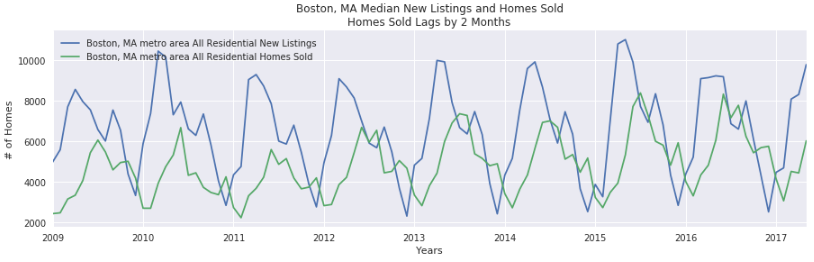 Boston, MA Median New Listings and Homes Sold
Homes Sold Lags by 2 Months
Boston, MA metro area All Residential New Listings
Boston, MA metro area All Residential Homes Sold
# of Homes
10000
8000
6000
4000
2000
2009 2010 2011 2012 2013 2014 2015 2016 2017
Years